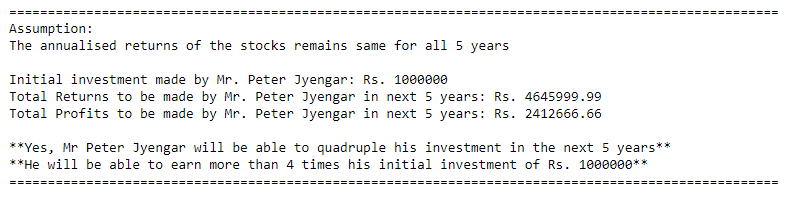 ====================================================================================================
Assumption:
The annualised returns of the stocks remains same for all 5 years
Initial investment made by Mr. Peter Jyengar: Rs. 1000000
Total Returns to be made by Mr. Peter Jyengar in next 5 years: Rs. 4645999.99
Total Profits to be made by Mr. Peter Jyengar in next 5 years: Rs. 2412666.66
**Yes, Mr Peter Jyengar will be able to quadruple his investment in the next 5 years**
**He will be able to earn more than 4 times his initial investment of Rs. 1000000**
====================================================================================================